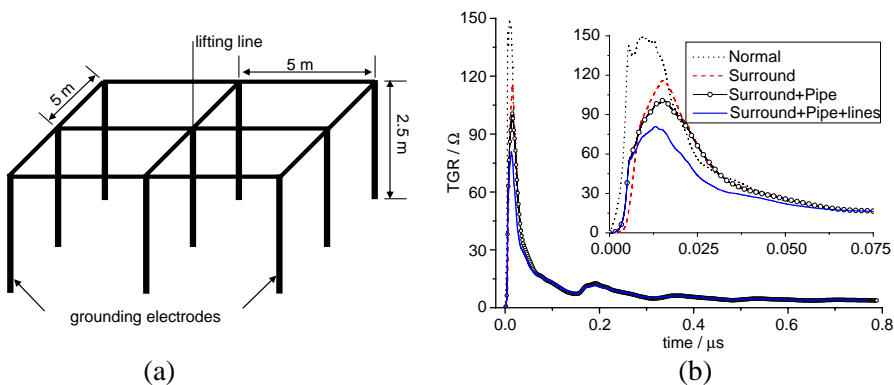 lifting line
5 m
5 m
2.5 m
grounding electrodes
(a)
TGR / Ω
150
120
90
60
30
0
0.0
0.2
0.4
0.6
0.8
time / μs
150
120
90
60
30
0
0.000
0.025
0.050
0.075
Normal
Surround
Surround+Pipe
Surround+Pipe+lines
(b)